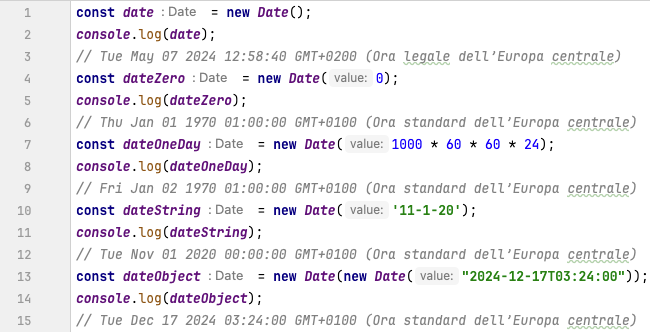 1 const date : Date = new Date();
2 console.log(date);
3 // Tue May 07 2024 12:58:40 GMT+0200 (Ora legale dell’Europa centrale)
4 const dateZero : Date = new Date( value: 0);
5 console.log(dateZero);
6 // Thu Jan 01 1970 01:00:00 GMT+0100 (Ora standard dell’Europa centrale)
7 const dateOneDay : Date = new Date( value: 1000 * 60 * 60 * 24);
8 console.log(dateOneDay);
9 // Fri Jan 02 1970 01:00:00 GMT+0100 (Ora standard dell’Europa centrale)
10 const dateString : Date = new Date( value: '11-1-20');
11 console.log(dateString);
12 // Tue Nov 01 2020 00:00:00 GMT+0100 (Ora standard dell’Europa centrale)
13 const dateObject : Date = new Date(new Date( value: "2024-12-17T03:24:00"));
14 console.log(dateObject);
15 // Tue Dec 17 2024 03:24:00 GMT+0100 (Ora standard dell’Europa centrale)